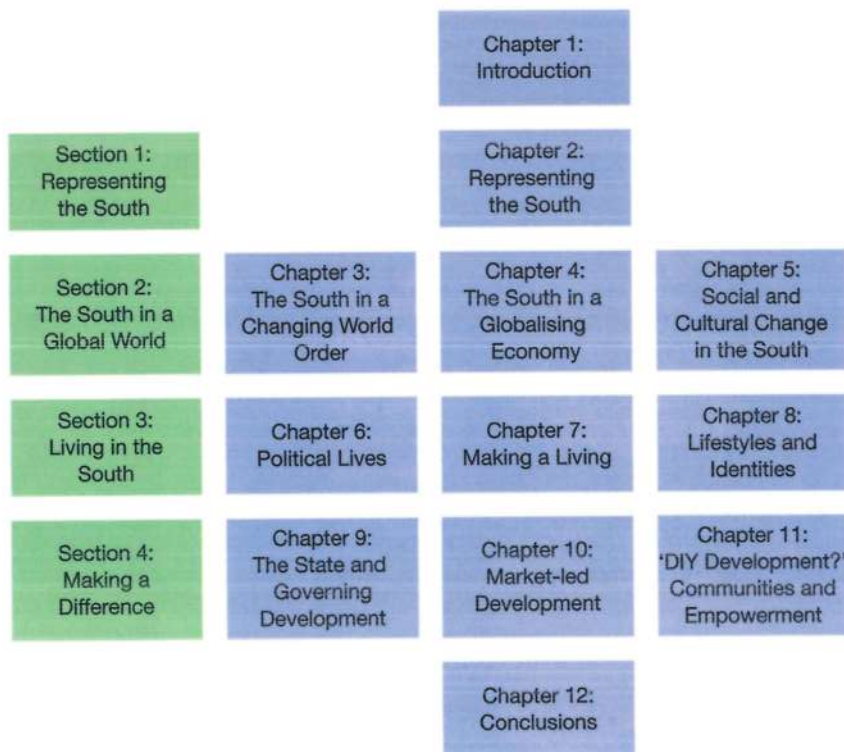 Chapter 1:
Introduction
Section 1:
Representing
the South
Chapter 2:
Representing
the South
Section 2:
The South in a
Global World
Chapter 3:
The South in a
Changing World
Order
Chapter 4:
The South in a
Globalising
Economy
Chapter 5:
Social and
Cultural Change
in the South
Section 3:
Living in the
South
Chapter 6:
Political Lives
Chapter 7:
Making a Living
Chapter 8:
Lifestyles and
Identities
Section 4:
Making a
Difference
Chapter 9:
The State and
Governing
Development
Chapter 10:
Market-led
Development
Chapter 11:
'DIY Development?'
Communities and
Empowerment
Chapter 12:
Conclusions